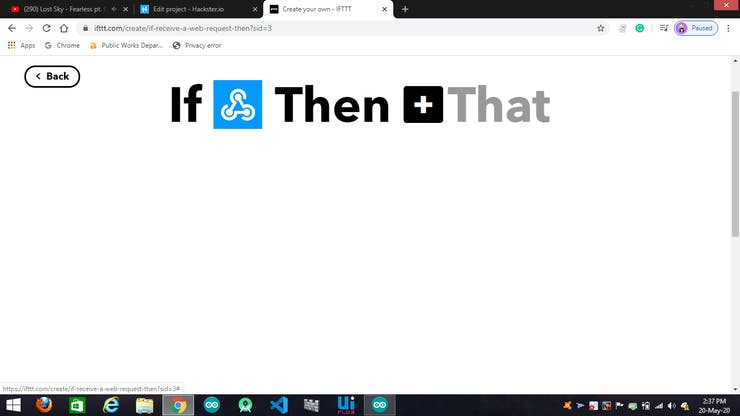 (290) Lost Sky - Fearless pt.
Edit project - Hackster.io
Create your own - IFTTT
ifttt.com/create/if-receive-a-web-request-then?sid=3
Paused
Apps
Chrome
Public Works Depar...
Privacy error
Back
If Then + That
https://ifttt.com/create/if-receive-a-web-request-then?sid=3#
Ui
2:37 PM
20-May-20